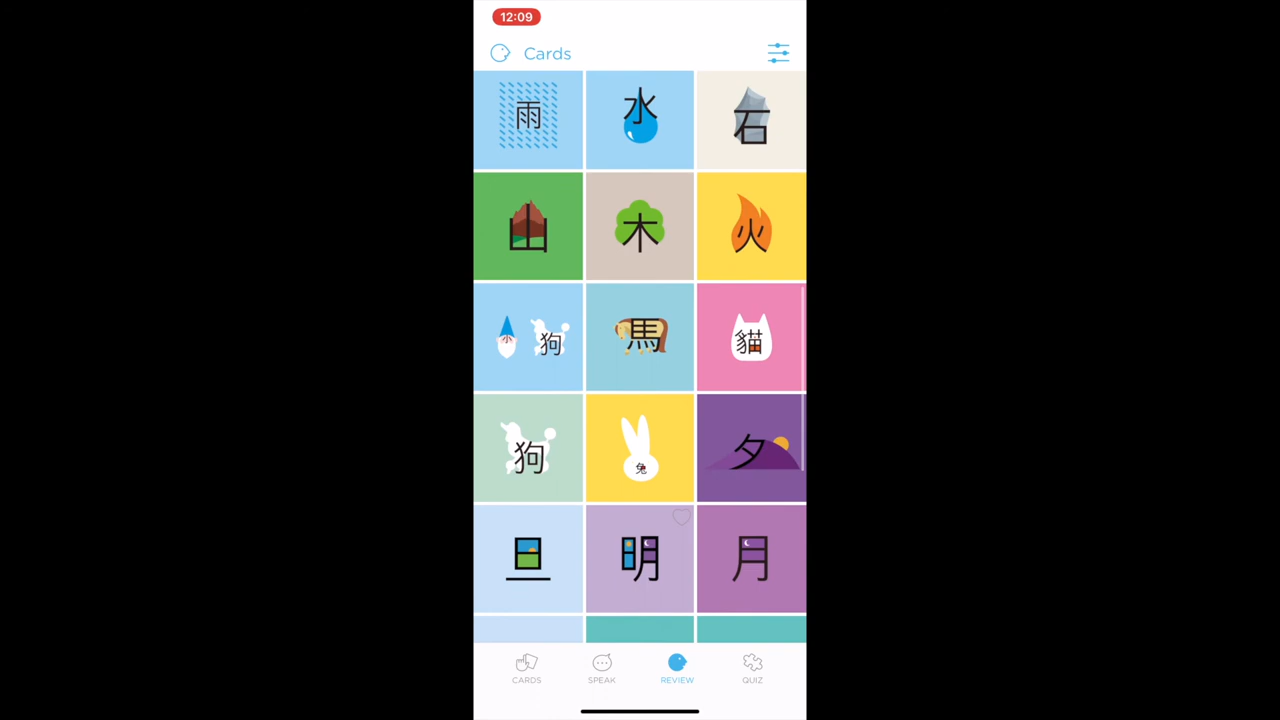 12:09
Cards
雨 水 石
山 木 火
小 狗 馬 貓
狗 兔 夕
旦 明 月
CARDS SPEAK REVIEW QUIZ